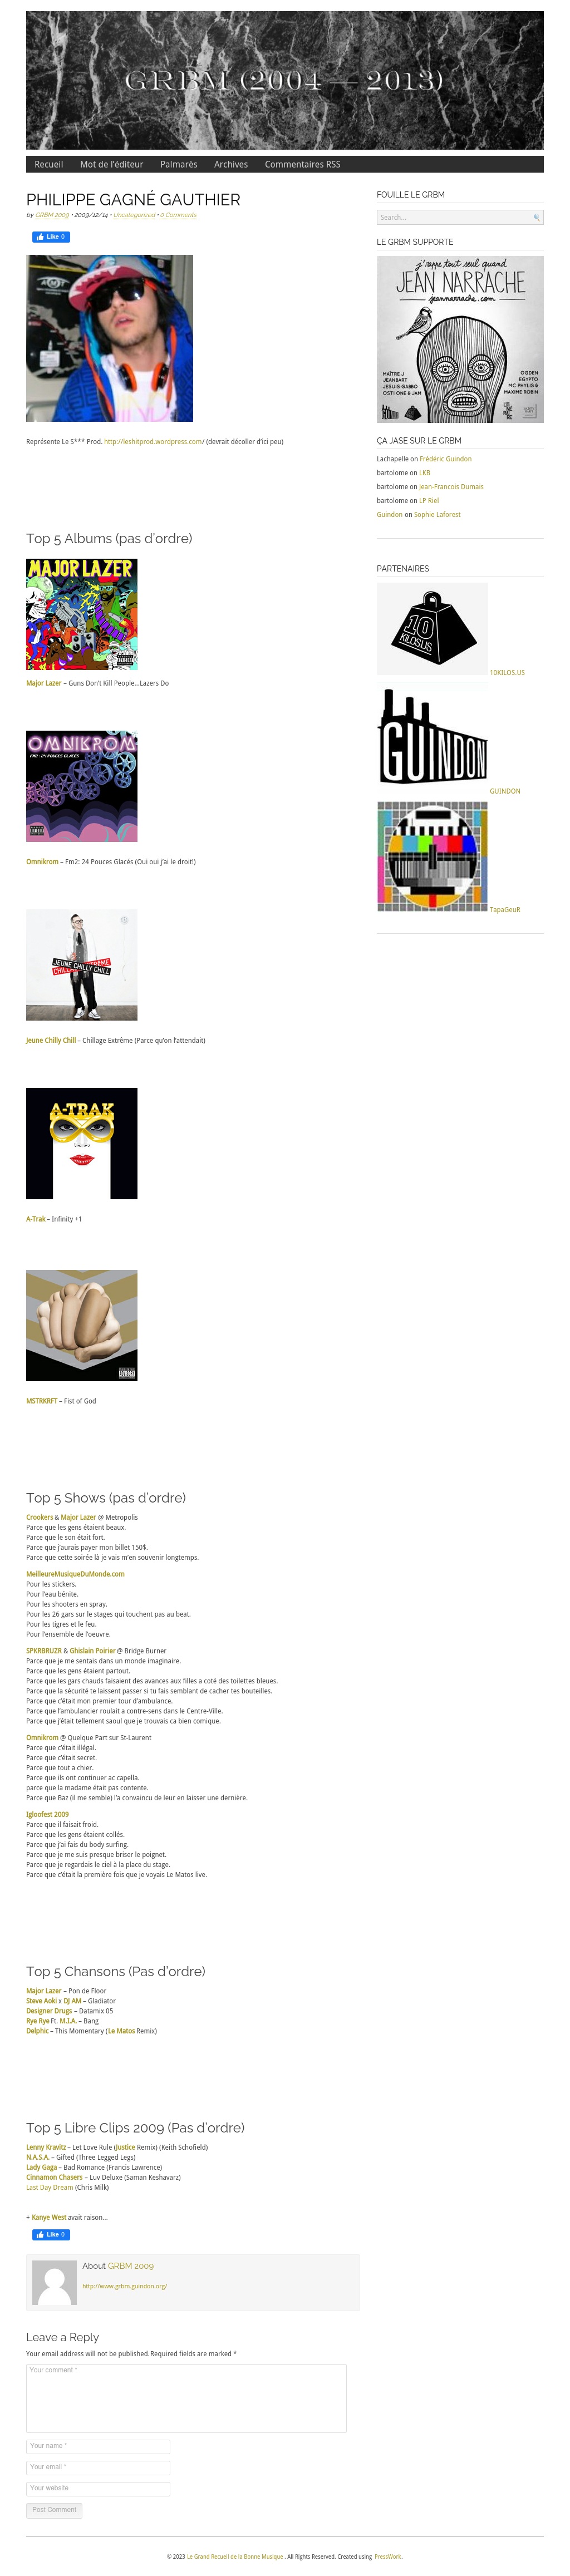 GRBM (2004 — 2013)
Recueil Mot de l'éditeur Palmarès Archives Commentaires RSS
PHILIPPE GAGNÉ GAUTHIER
by GRBM 2009 • 2009/12/14 • Uncategorized • 0 Comments
Like 0
Représente Le S*** Prod. http://leshitprod.wordpress.com/ (devrait décoller d'ici peu)
Top 5 Albums (pas d'ordre)
MAJOR LAZER
Major Lazer – Guns Don't Kill People...Lazers Do
OMNIKROM
FM2: 24 POUCES GLACÉS
Omnikrom – Fm2: 24 Pouces Glacés (Oui oui j'ai le droit!)
JEUNE CHILLY CHILL
Jeune Chilly Chill – Chillage Extrême (Parce qu'on l'attendait)
A-TRAK
A-Trak – Infinity +1
MSTRKRFT – Fist of God
Top 5 Shows (pas d'ordre)
Crookers & Major Lazer @ Metropolis
Parce que les gens étaient beaux.
Parce que le son était fort.
Parce que j'aurais payer mon billet 150$.
Parce que cette soirée là je vais m'en souvenir longtemps.
MeilleureMusiqueDuMonde.com
Pour les stickers.
Pour l'eau bénite.
Pour les shooters en spray.
Pour les 26 gars sur le stages qui touchent pas au beat.
Pour les tigres et le feu.
Pour l'ensemble de l'oeuvre.
SPKRBRUZR & Ghislain Poirier @ Bridge Burner
Parce que je me sentais dans un monde imaginaire.
Parce que les gens étaient partout.
Parce que les gars chauds faisaient des avances aux filles a coté des toilettes bleues.
Parce que la sécurité te laissent passer si tu fais semblant de cacher tes bouteilles.
Parce que c'était mon premier tour d'ambulance.
Parce que l'ambulancier roulait a contre-sens dans le Centre-Ville.
Parce que j'était tellement saoul que je trouvais ca bien comique.
Omnikrom @ Quelque Part sur St-Laurent
Parce que c'était illégal.
Parce que c'était secret.
Parce que tout a chier.
Parce que ils ont continuer ac capella.
parce que la madame était pas contente.
Parce que Baz (il me semble) l'a convaincu de leur en laisser une dernière.
Igloofest 2009
Parce que il faisait froid.
Parce que les gens étaient collés.
Parce que j'ai fais du body surfing.
Parce que je me suis presque briser le poignet.
Parce que je regardais le ciel à la place du stage.
Parce que c'était la première fois que je voyais Le Matos live.
Top 5 Chansons (Pas d'ordre)
Major Lazer – Pon de Floor
Steve Aoki x DJ AM – Gladiator
Designer Drugs – Datamix 05
Rye Rye Ft. M.I.A. – Bang
Delphic – This Momentary (Le Matos Remix)
Top 5 Libre Clips 2009 (Pas d'ordre)
Lenny Kravitz – Let Love Rule (Justice Remix) (Keith Schofield)
N.A.S.A. – Gifted (Three Legged Legs)
Lady Gaga – Bad Romance (Francis Lawrence)
Cinnamon Chasers – Luv Deluxe (Saman Keshavarz)
Last Day Dream (Chris Milk)
+ Kanye West avait raison...
Like 0
About GRBM 2009
http://www.grbm.guindon.org/
Leave a Reply
Your email address will not be published. Required fields are marked *
Your comment *
Your name *
Your email *
Your website
Post Comment
FOUILLE LE GRBM
Search...
LE GRBM SUPPORTE
j'rappe tout seul quand
JEAN NARRACHE
jeannarrache.com
MAÎTRE J
JEANBART
JESUIS GABBO
OSTI ONE & JAM
OGDEN
EGYPTO
MC PHYLIS &
MAXIME ROBIN
ÇA JASE SUR LE GRBM
Lachapelle on Frédéric Guindon
bartolome on LKB
bartolome on Jean-Francois Dumais
bartolome on LP Riel
Guindon on Sophie Laforest
PARTENAIRES
10 KILOS.US
10KILOS.US
GUINDON
GUINDON
TapaGeuR
© 2023 Le Grand Recueil de la Bonne Musique . All Rights Reserved. Created using PressWork.